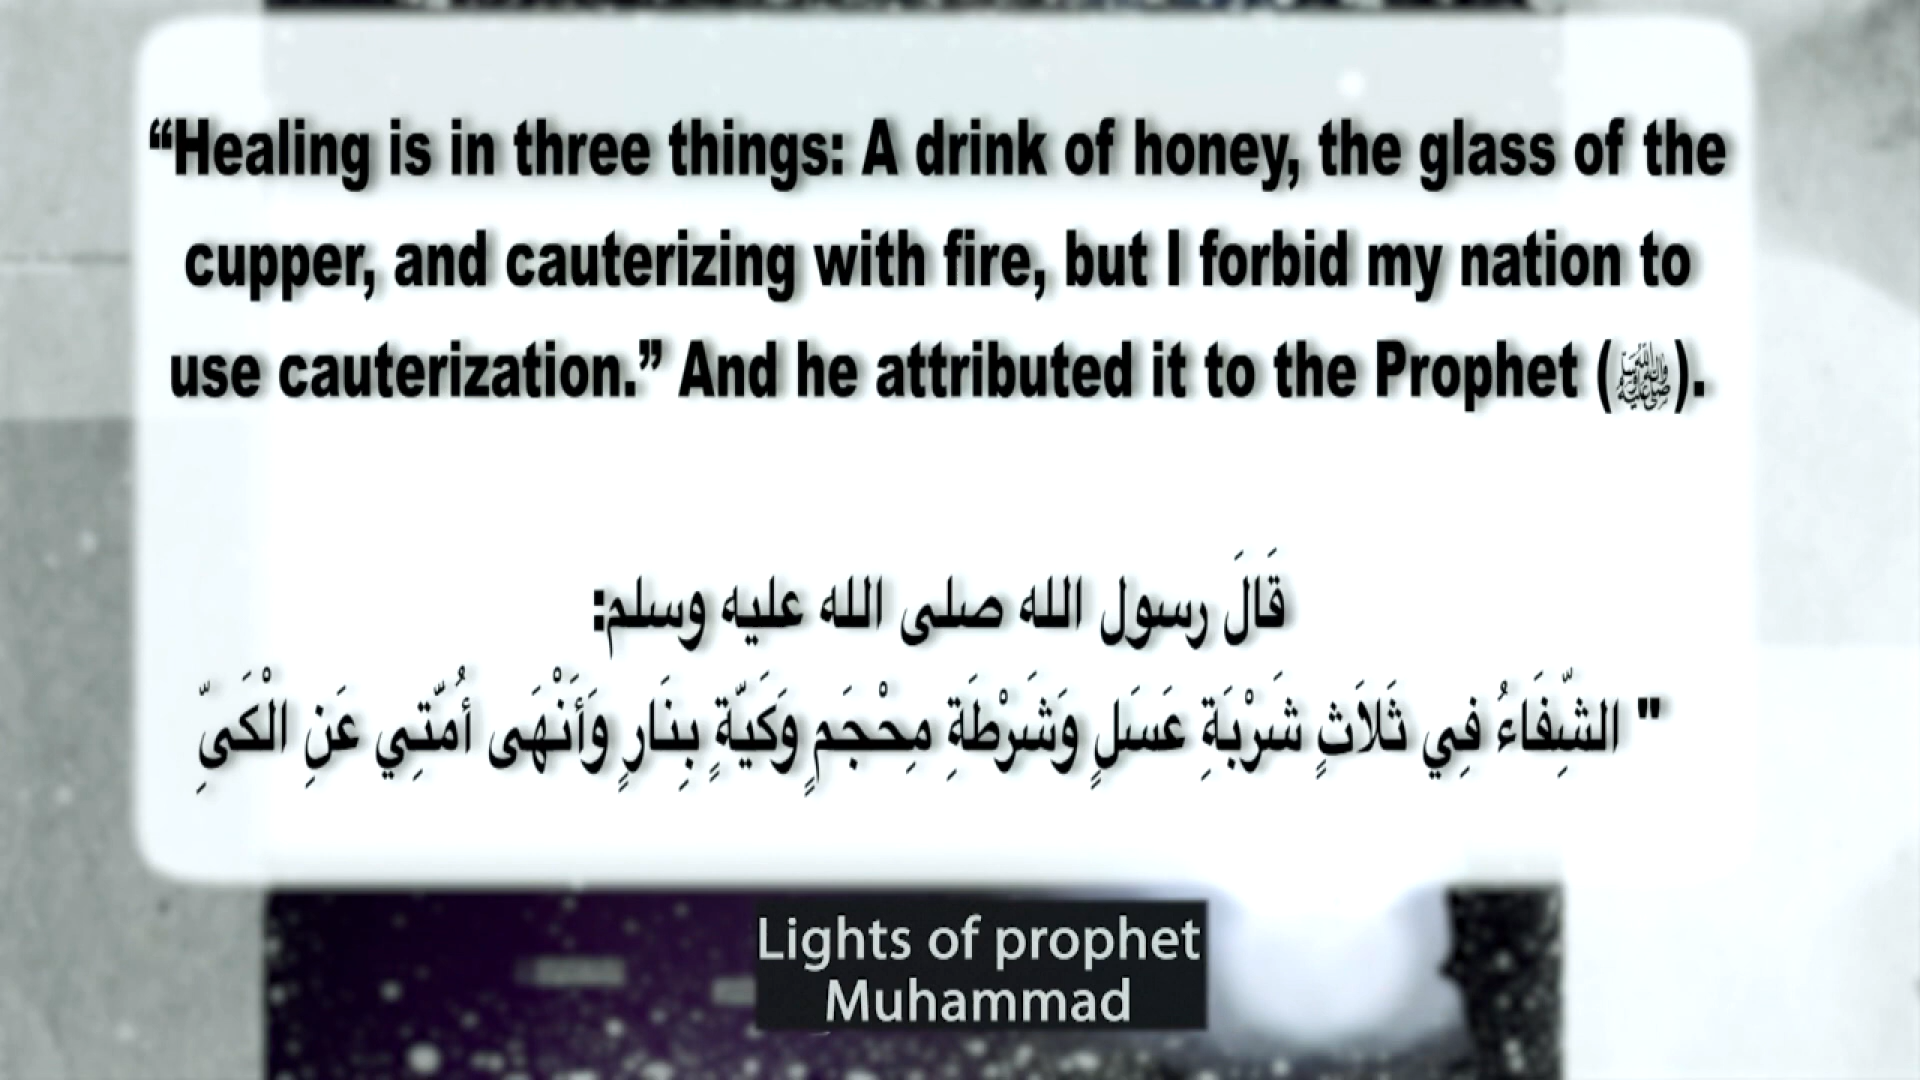 “Healing is in three things: A drink of honey, the glass of the
cupper, and cauterizing with fire, but I forbid my nation to
use cauterization.” And he attributed it to the Prophet (ﷺ).
قَالَ رسول الله صلى الله عليه وسلم:
" الشِّفَاءُ فِي ثَلاَثٍ شَرْبَةِ عَسَلٍ وَشَرْطَةِ مِحْجَمٍ وَكَيَّةٍ بِنَارٍ وَأَنْهَى أُمَّتِي عَنِ الْكَىِّ
Lights of prophet
Muhammad